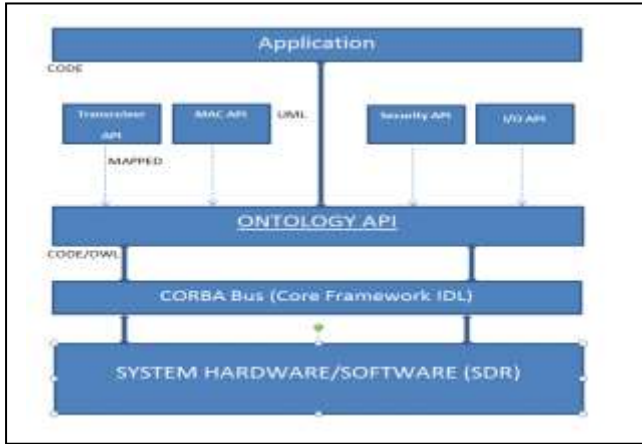 Application
CODE
Transceiver API
MAC API
UML
Security API
I/O API
MAPPED
ONTOLOGY API
CODE/OWL
CORBA Bus (Core Framework IDL)
SYSTEM HARDWARE/SOFTWARE (SDR)